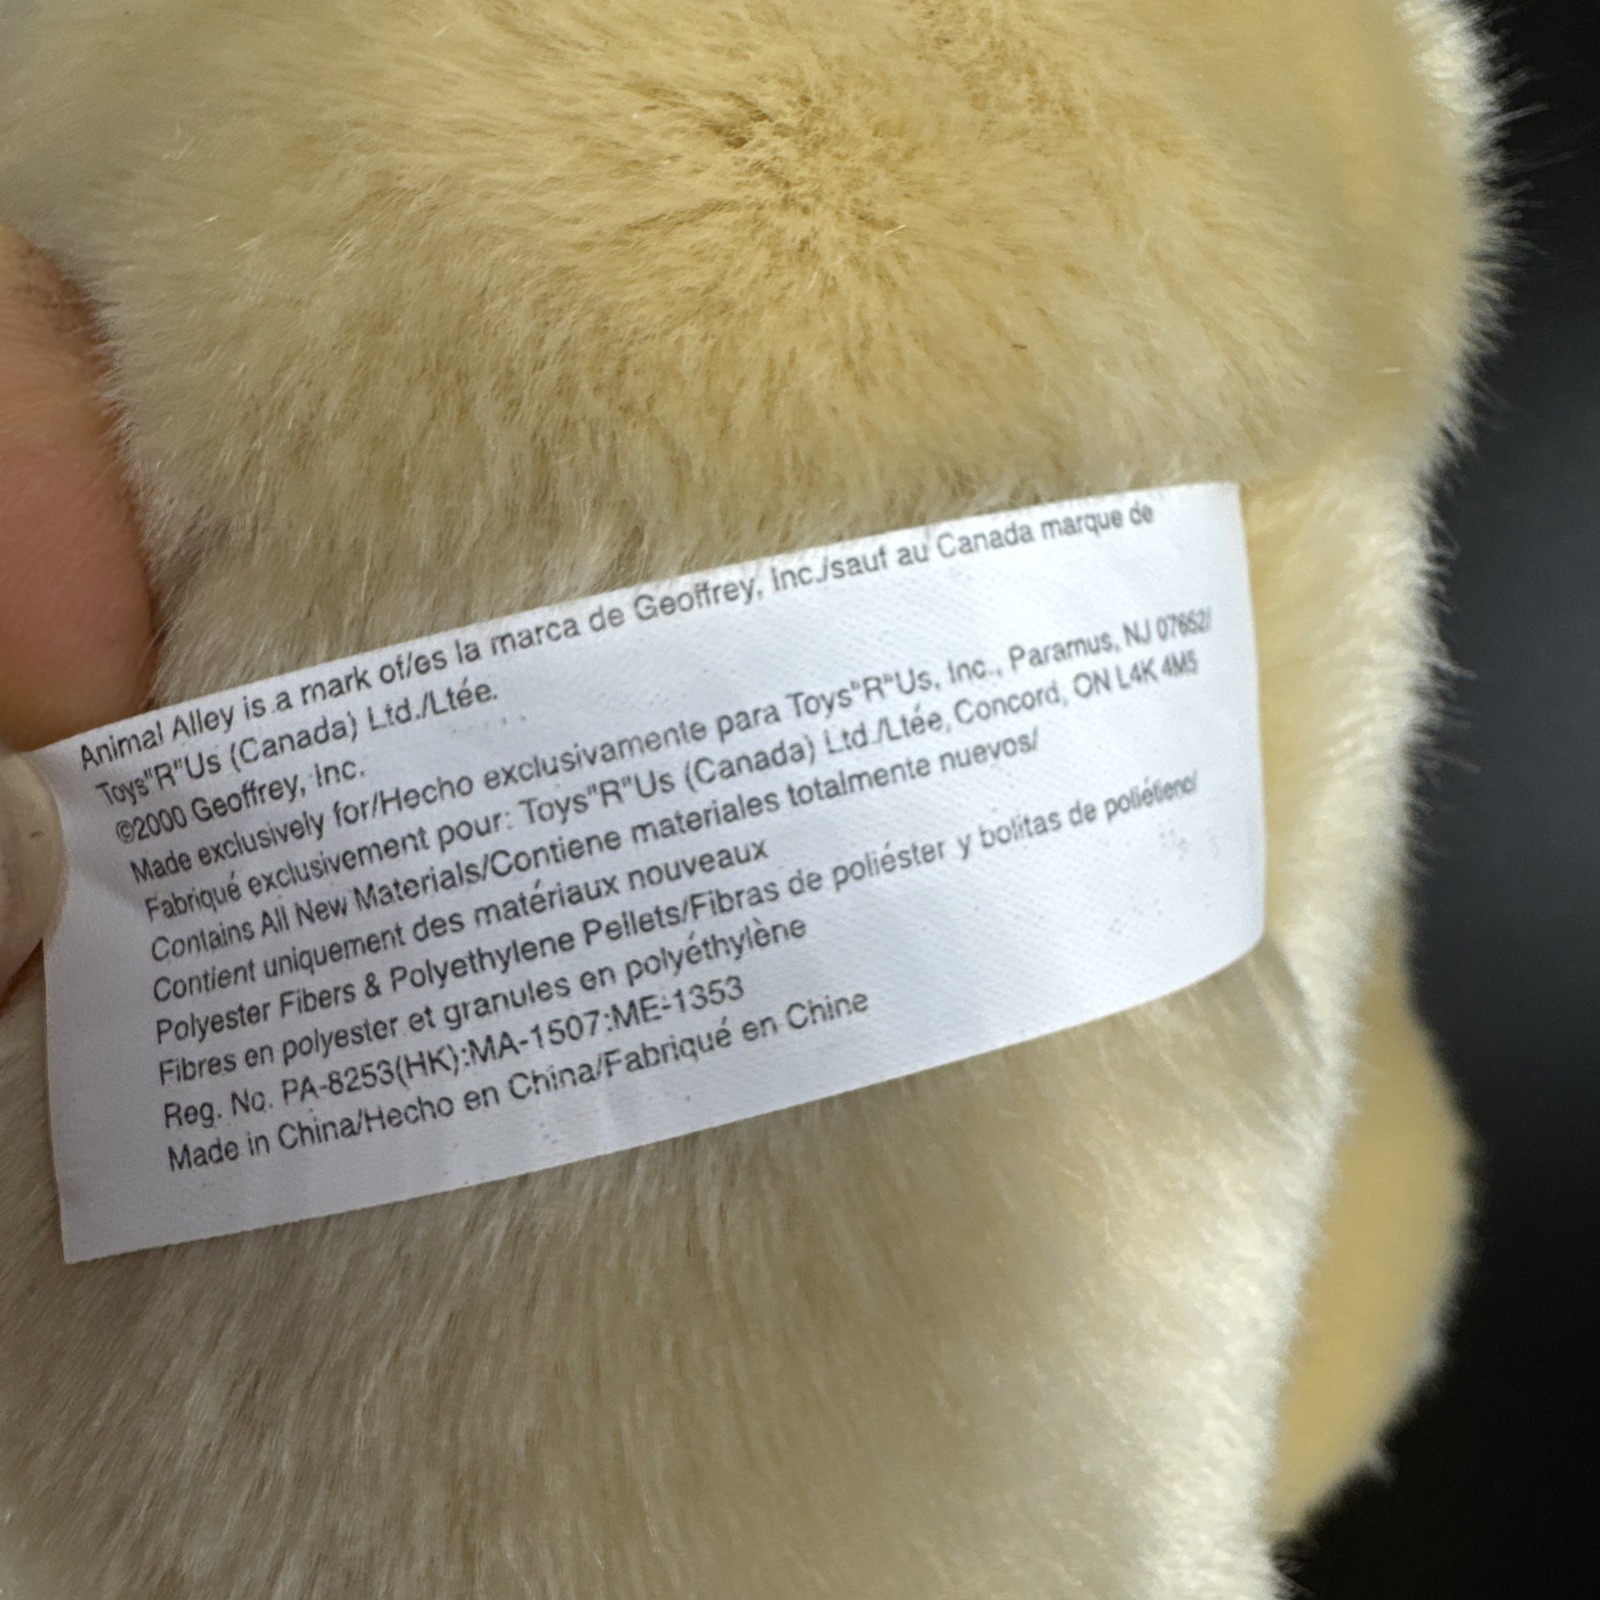 Animal Alley is a mark of/es la marca de Geoffrey, Inc./sauf au Canada marque de
Toys"R"Us (Canada) Ltd./Ltée.
©2000 Geoffrey, Inc.
Made exclusively for/Hecho exclusivamente para Toys"R"Us, Inc., Paramus, NJ 07652/
Fabriqué exclusivement pour: Toys"R"Us (Canada) Ltd./Ltée, Concord, ON L4K 4M5
Contains All New Materials/Contiene materiales totalmente nuevos/
Contient uniquement des matériaux nouveaux
Polyester Fibers & Polyethylene Pellets/Fibras de poliéster y bolitas de poliétieno/
Fibres en polyester et granules en polyéthylène
Reg. No. PA-8253(HK):MA-1507:ME-1353
Made in China/Hecho en China/Fabriqué en Chine